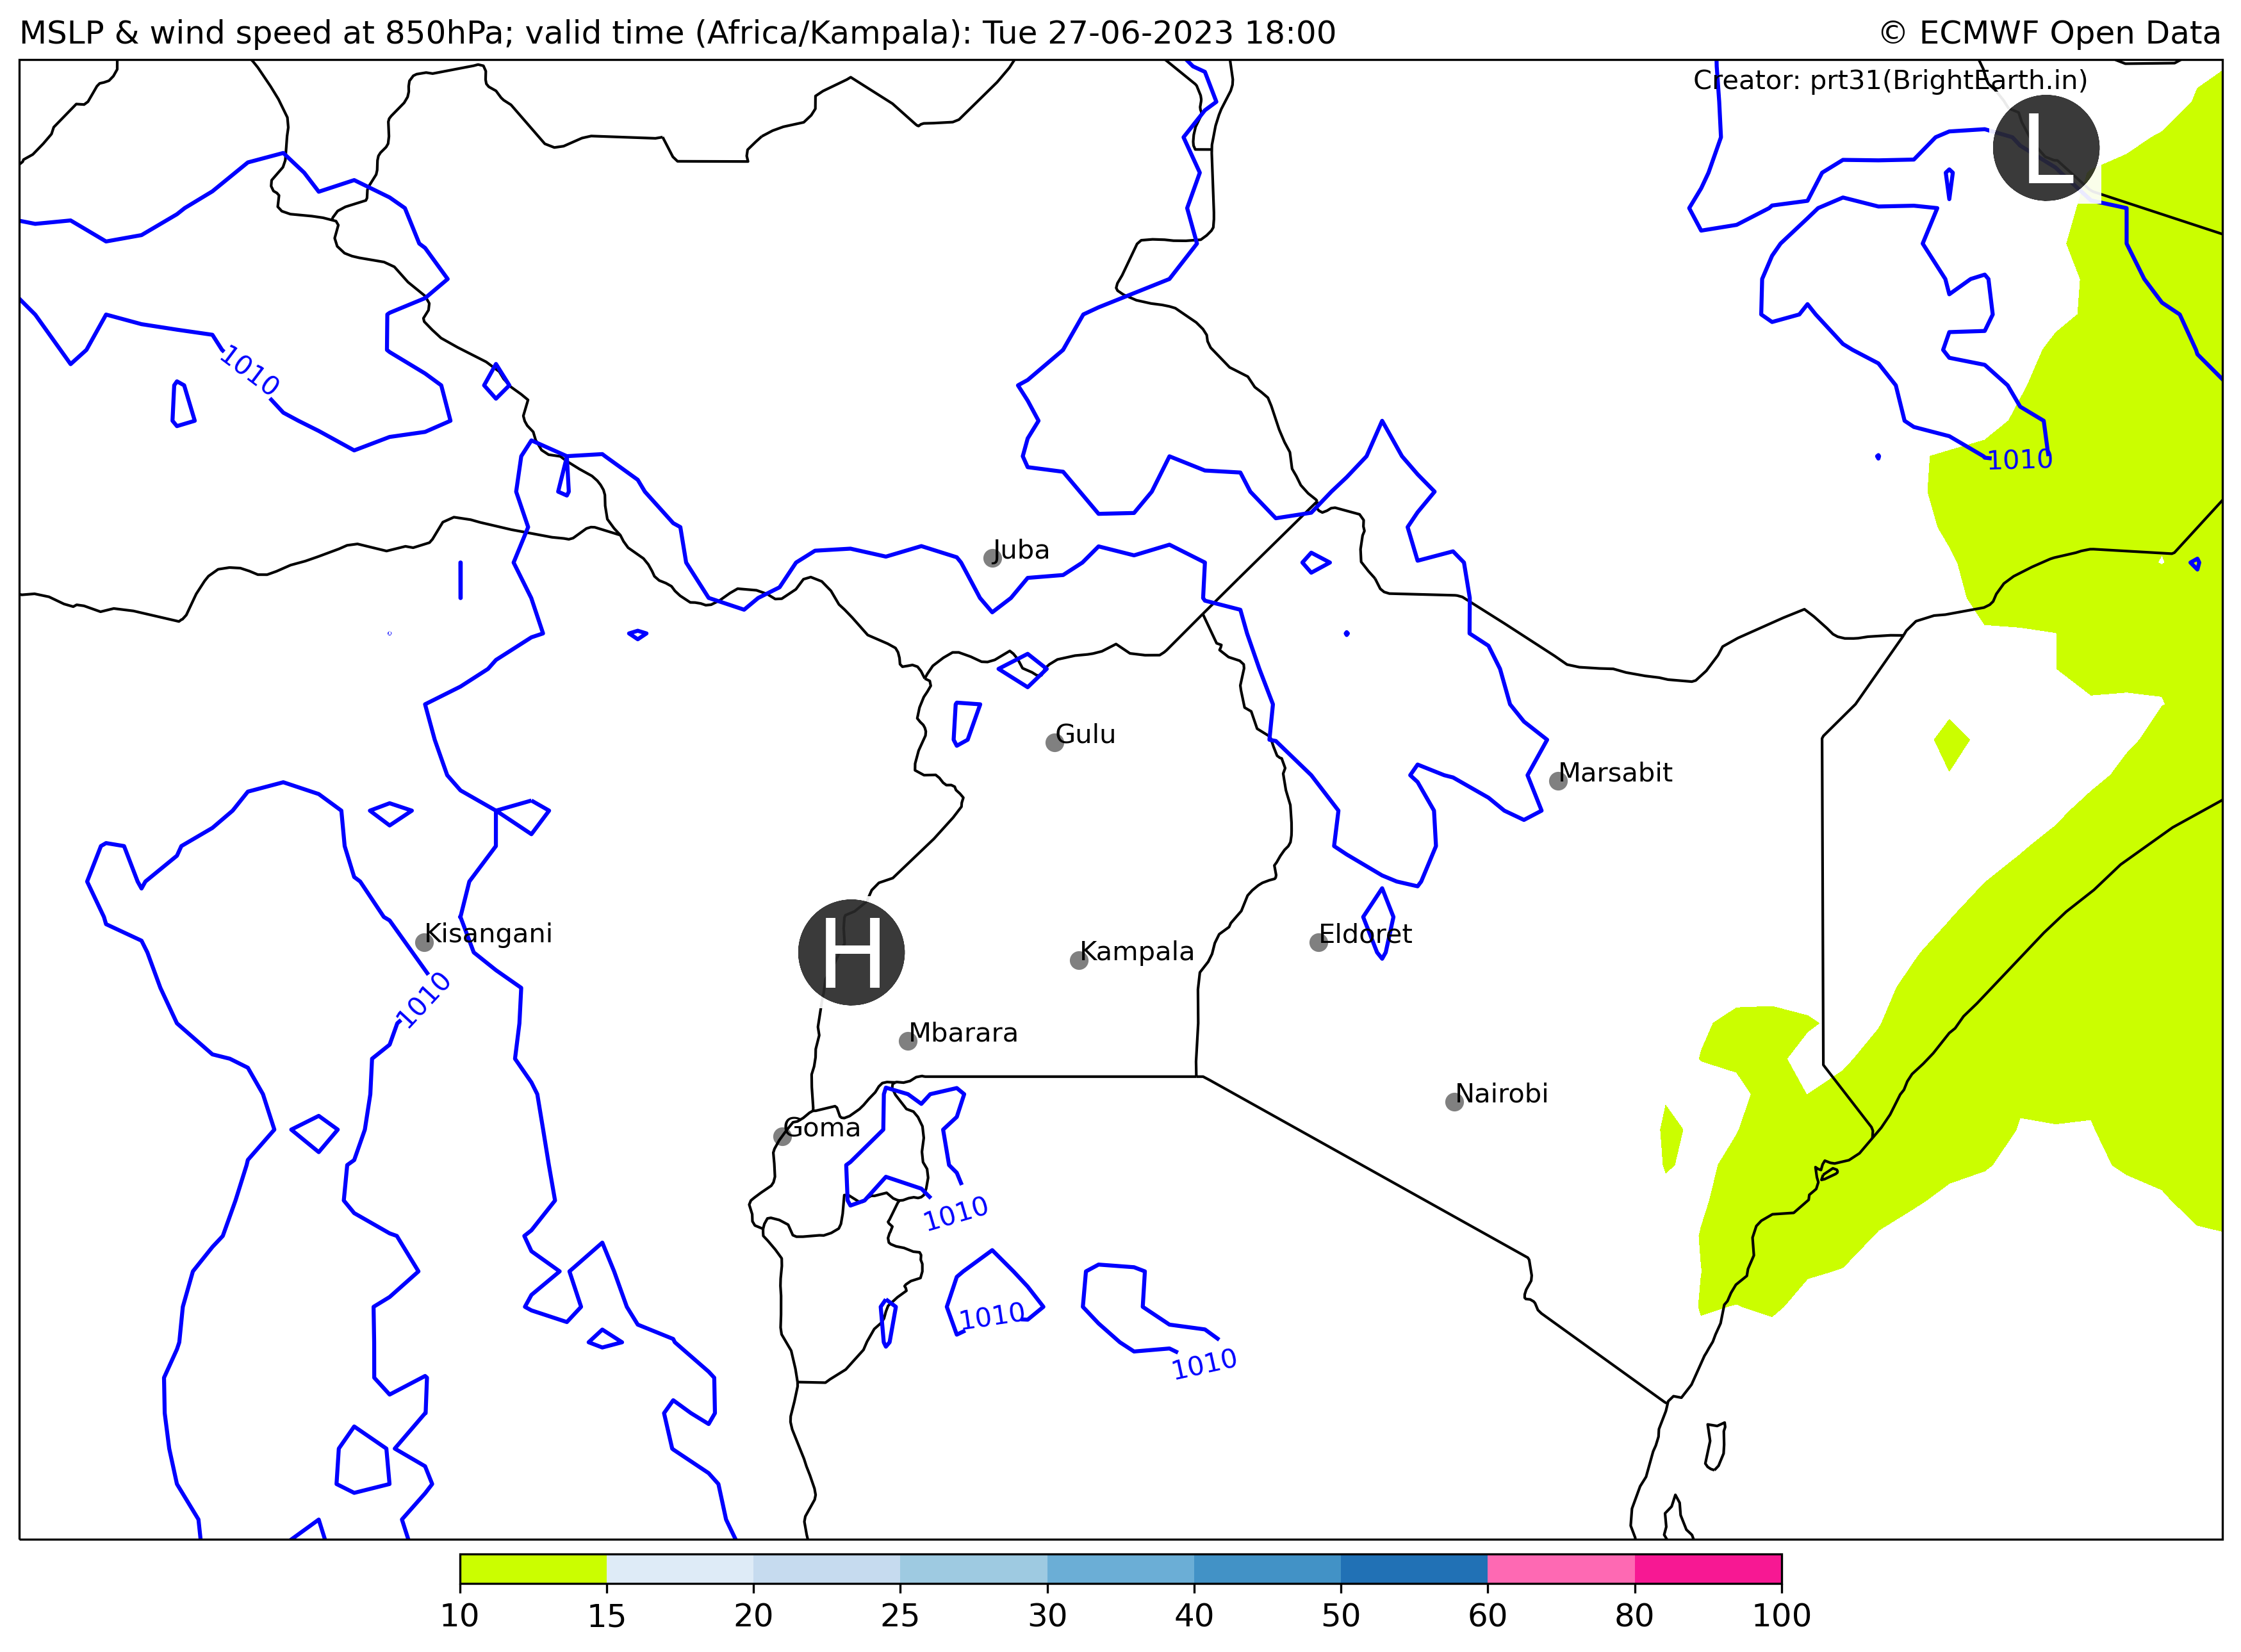 MSLP & wind speed at 850hPa; valid time (Africa/Kampala): Tue 27-06-2023 18:00
© ECMWF Open Data
Creator: prt31(BrightEarth.in)
L
1010
1010
Juba
Gulu
Marsabit
Kisangani
Eldoret
H
Kampala
1010
Mbarara
Nairobi
Goma
1010
1010
1010
10 15 20 25 30 40 50 60 80 100